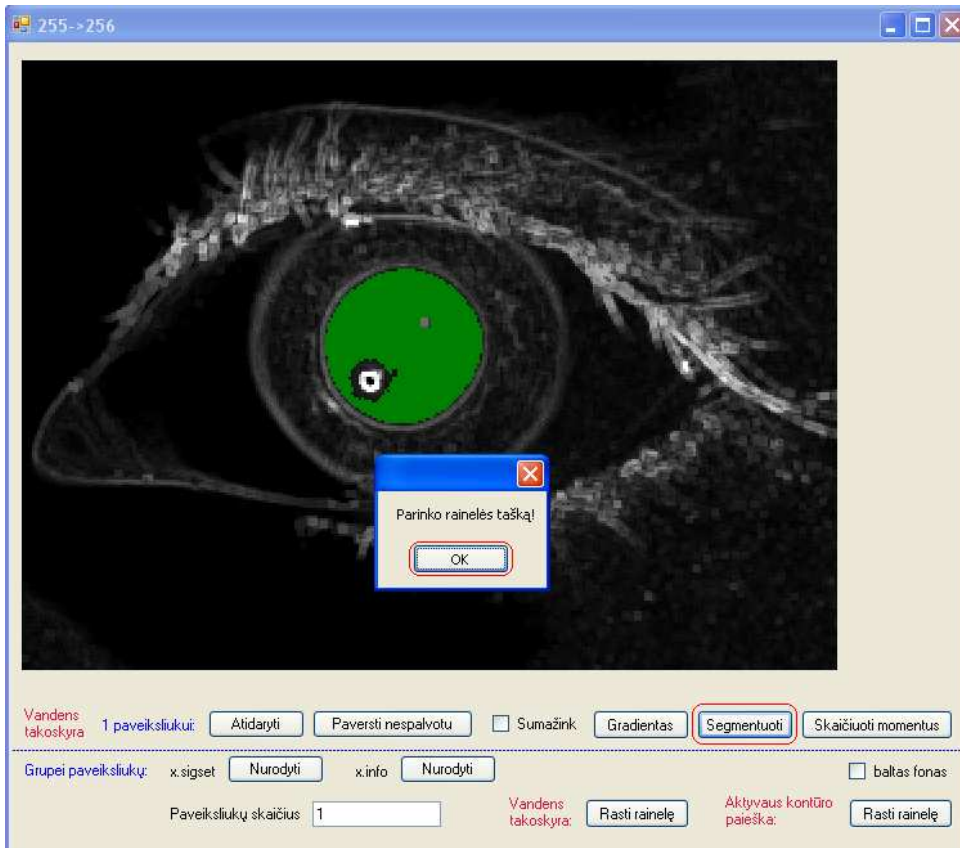 255->256
Parinko rainelės tašką!
OK
Vandens
takoskyra
1 paveiksliukui:
Atidaryti
Paversti nespalvotu
Sumažink
Gradientas
Segmentuoti
Skaičiuoti momentus
Grupei paveiksliukų:
x.sigset
Nurodyti
x.info
Nurodyti
baltas fonas
Paveiksliukų skaičius
1
Vandens
takoskyra:
Rasti rainelę
Aktyvaus kontūro
paieška:
Rasti rainelę